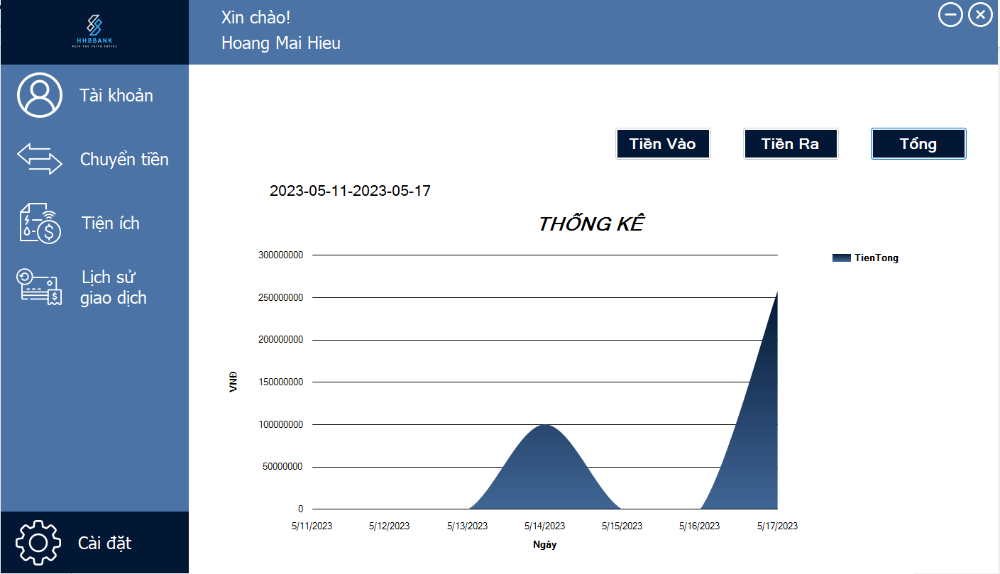 HHBBANK
KEEP THE FAITH ENTIRE
Xin chào!
Hoang Mai Hieu
Tài khoản
Chuyển tiền
Tiện ích
Lịch sử
giao dịch
Cài đặt
Tiền Vào
Tiền Ra
Tổng
2023-05-11-2023-05-17
THỐNG KÊ
300000000
250000000
200000000
150000000
100000000
50000000
0
VNĐ
5/11/2023
5/12/2023
5/13/2023
5/14/2023
5/15/2023
5/16/2023
5/17/2023
Ngày
TienTong